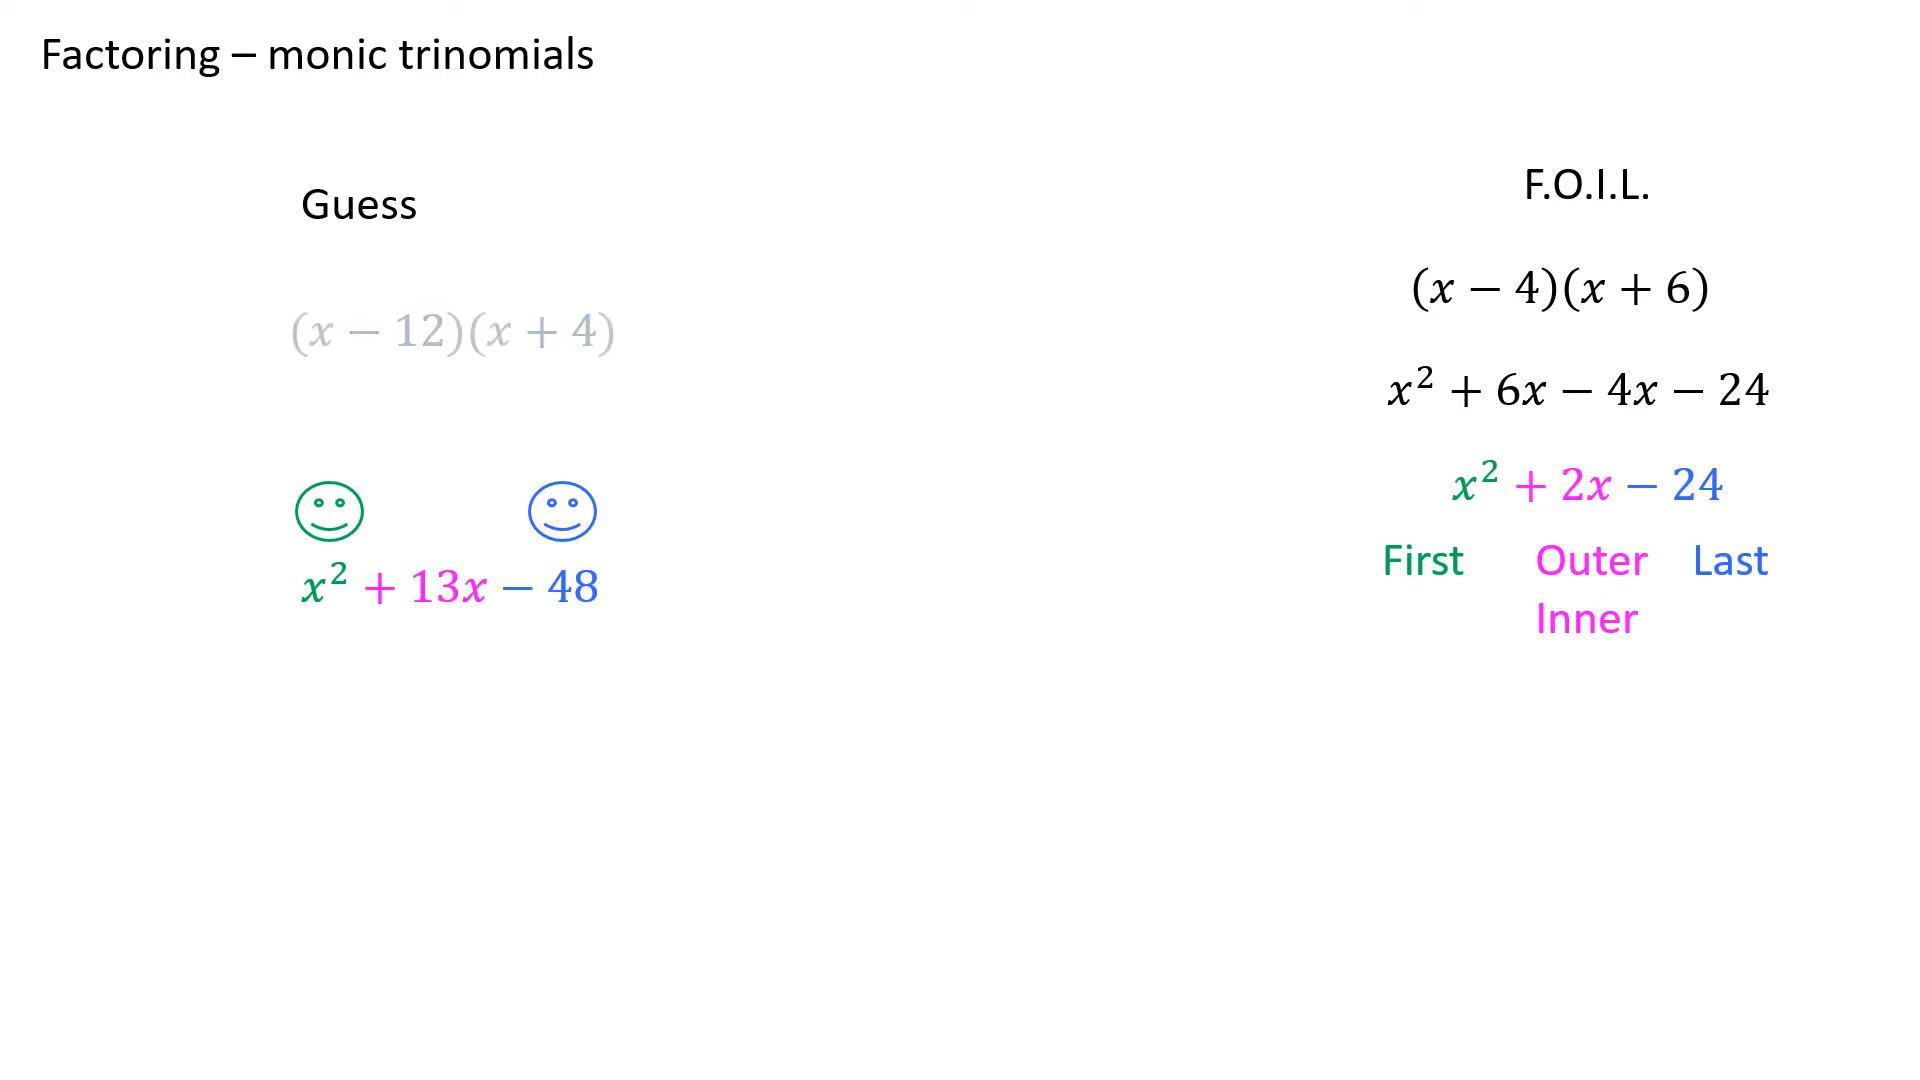 Factoring – monic trinomials
Guess
(x − 12)(x + 4)
x² + 13x − 48
F.O.I.L.
(x − 4)(x + 6)
x² + 6x − 4x − 24
x² + 2x − 24
First Outer Last
Inner